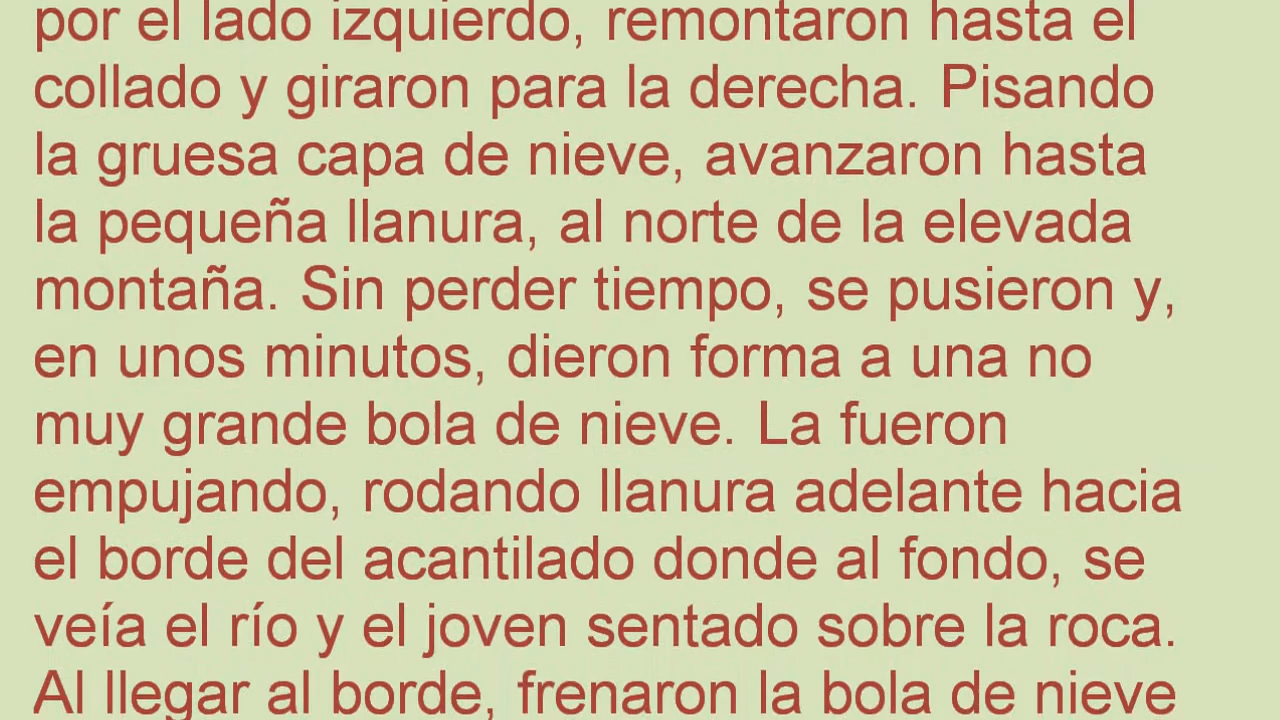 por el lado izquierdo, remontaron hasta el
collado y giraron para la derecha. Pisando
la gruesa capa de nieve, avanzaron hasta
la pequeña llanura, al norte de la elevada
montaña. Sin perder tiempo, se pusieron y,
en unos minutos, dieron forma a una no
muy grande bola de nieve. La fueron
empujando, rodando llanura adelante hacia
el borde del acantilado donde al fondo, se
veía el río y el joven sentado sobre la roca.
Al llegar al borde, frenaron la bola de nieve